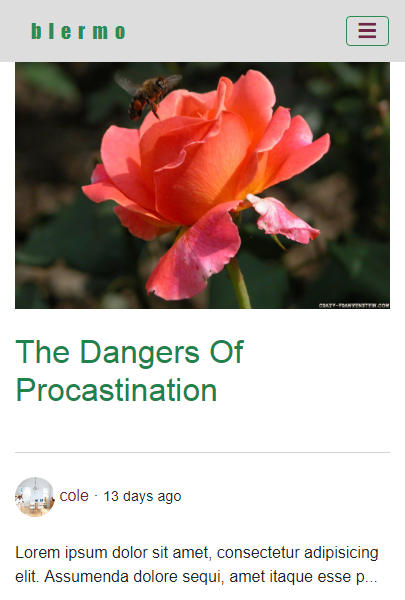 blermo
CRAZY-FRANKENSTEIN.COM
The Dangers Of
Procastination
cole · 13 days ago
Lorem ipsum dolor sit amet, consectetur adipisicing
elit. Assumenda dolore sequi, amet itaque esse p...